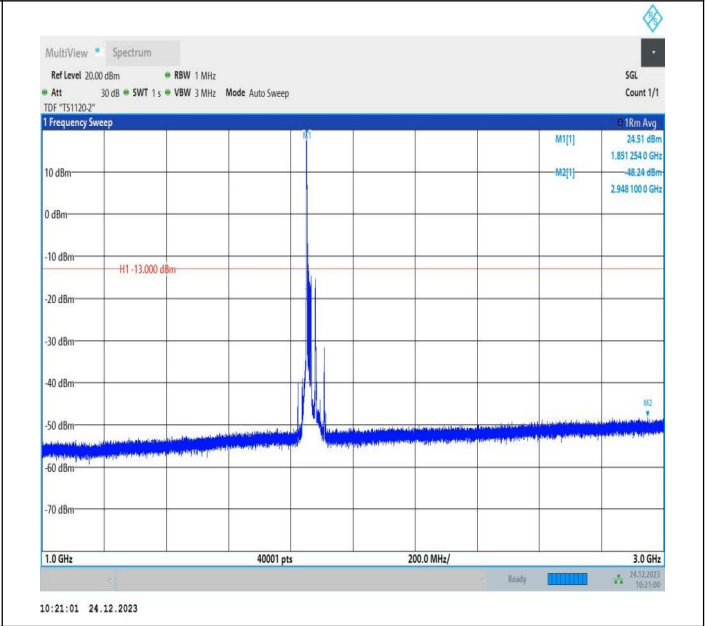 R&S
MultiView Spectrum
Ref Level 20.00 dBm RBW 1 MHz SGL
Att 30 dB SWT 1 s VBW 3 MHz Mode Auto Sweep Count 1/1
TDF "TS1120-2"
1 Frequency Sweep 1Rm Avg
M1
M1[1] 24.51 dBm
1.851 254 0 GHz
10 dBm M2[1] -48.24 dBm
2.948 100 0 GHz
0 dBm
-10 dBm
H1 -13.000 dBm
-20 dBm
-30 dBm
-40 dBm
M2
-50 dBm
-60 dBm
-70 dBm
1.0 GHz 40001 pts 200.0 MHz/ 3.0 GHz
Ready 24.12.2023
10:21:00
10:21:01 24.12.2023